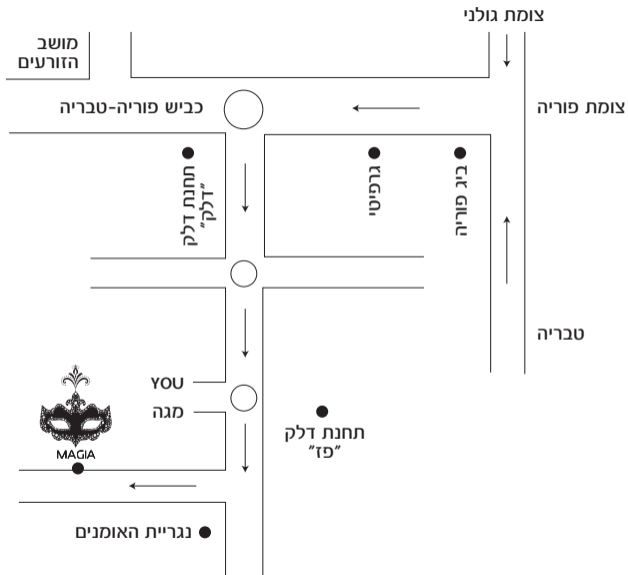 צומת גולני
מושב
הזורעים
כביש פוריה-טבריה
צומת פוריה
תחנת דלק
"דלק"
גרפיטי
ביג פוריה
טבריה
YOU
מגה
MAGIA
תחנת דלק
"פז"
נגריית האומנים